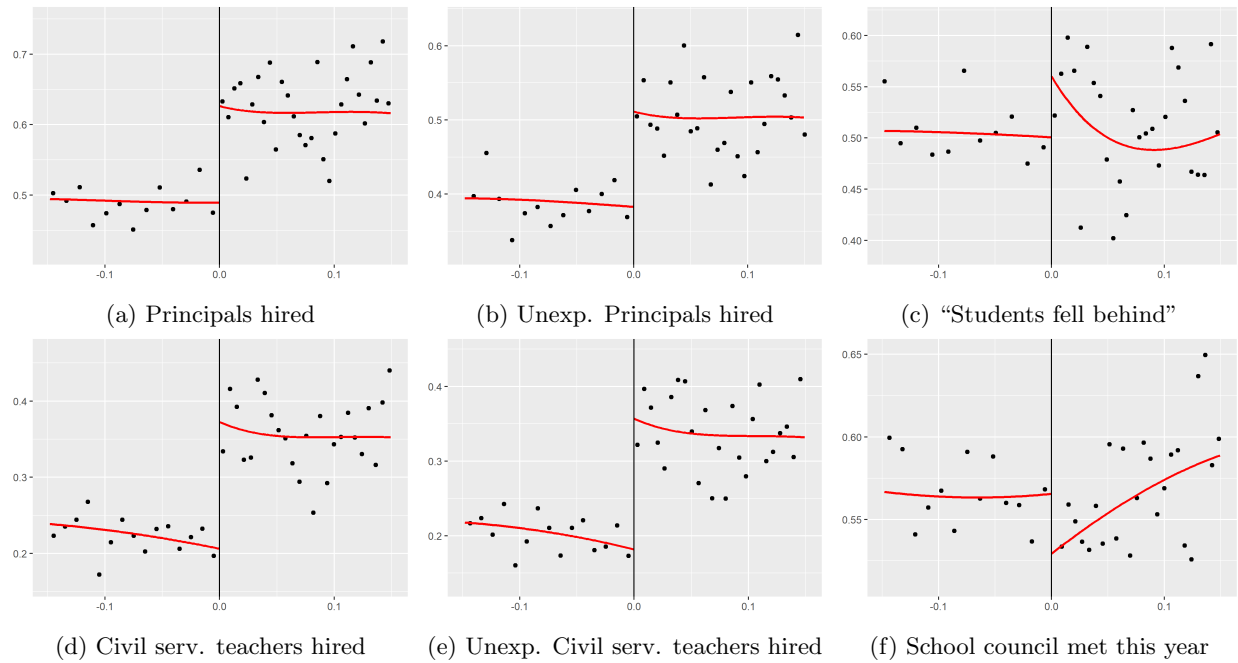 0.7
0.6
0.5
-0.1 0.0 0.1
(a) Principals hired
0.6
0.5
0.4
-0.1 0.0 0.1
(b) Unexp. Principals hired
0.60
0.55
0.50
0.45
0.40
-0.1 0.0 0.1
(c) “Students fell behind”
0.4
0.3
0.2
-0.1 0.0 0.1
(d) Civil serv. teachers hired
0.4
0.3
0.2
-0.1 0.0 0.1
(e) Unexp. Civil serv. teachers hired
0.65
0.60
0.55
-0.1 0.0 0.1
(f) School council met this year